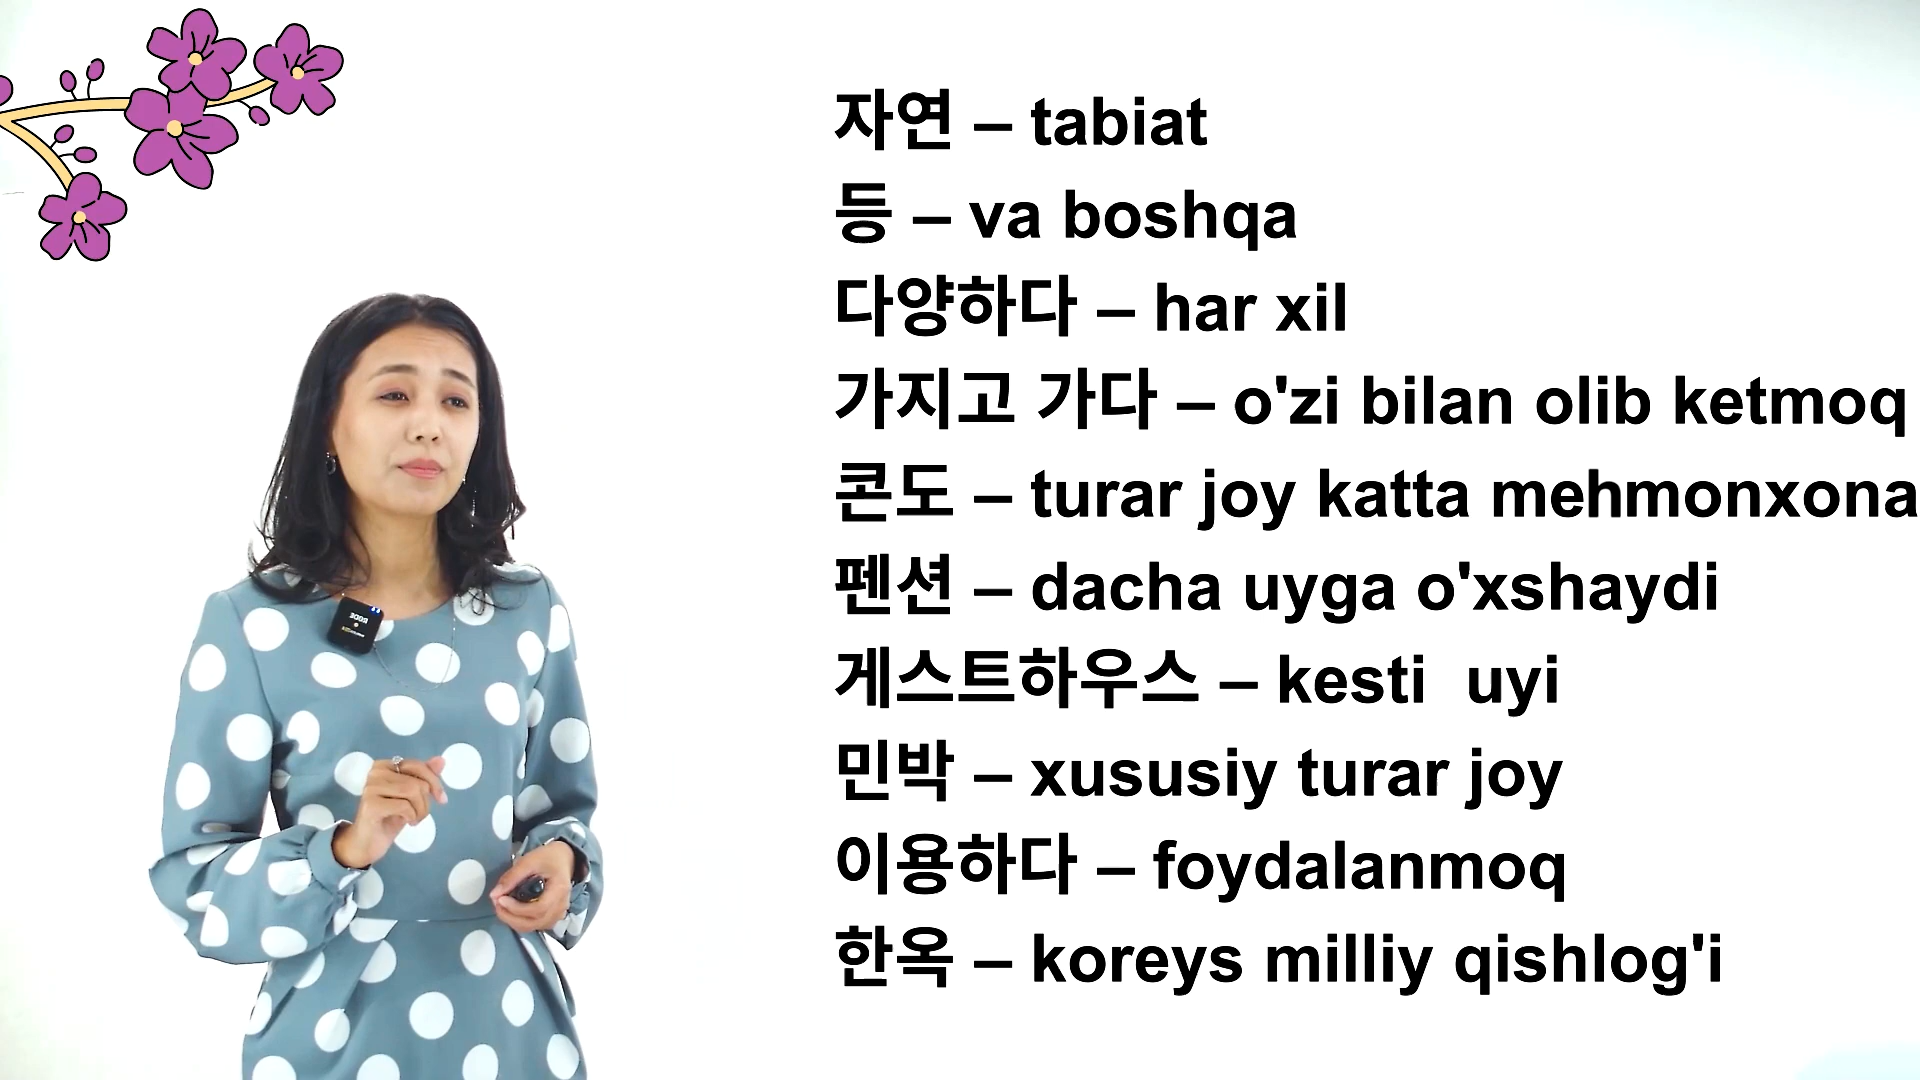 자연 – tabiat
등 – va boshqa
다양하다 – har xil
가지고 가다 – o'zi bilan olib ketmoq
콘도 – turar joy katta mehmonxona
펜션 – dacha uyga o'xshaydi
게스트하우스 – kesti  uyi
민박 – xususiy turar joy
이용하다 – foydalanmoq
한옥 – koreys milliy qishlog'i